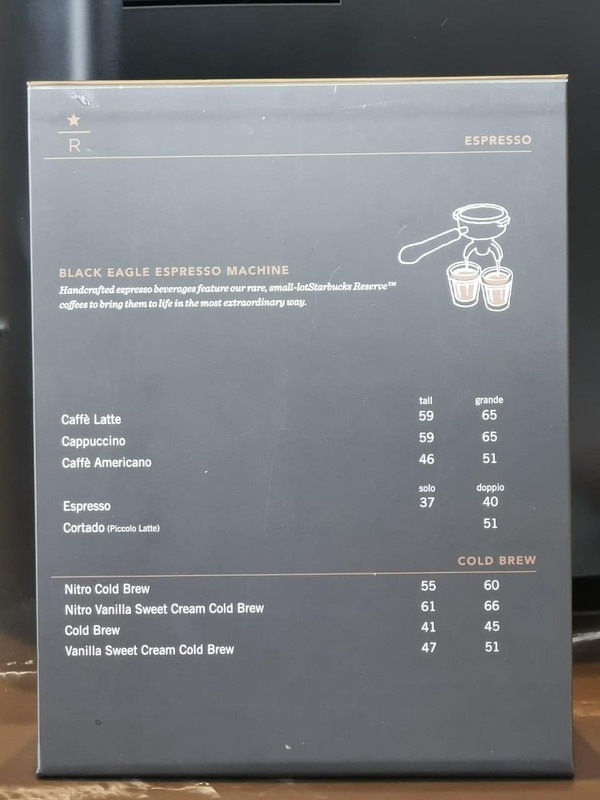 R
ESPRESSO
BLACK EAGLE ESPRESSO MACHINE
Handcrafted espresso beverages feature our rare, small-lotStarbucks Reserve™
coffees to bring them to life in the most extraordinary way.
tall grande
Caffè Latte 59 65
Cappuccino 59 65
Caffè Americano 46 51
solo doppio
Espresso 37 40
Cortado (Piccolo Latte) 51
COLD BREW
Nitro Cold Brew 55 60
Nitro Vanilla Sweet Cream Cold Brew 61 66
Cold Brew 41 45
Vanilla Sweet Cream Cold Brew 47 51